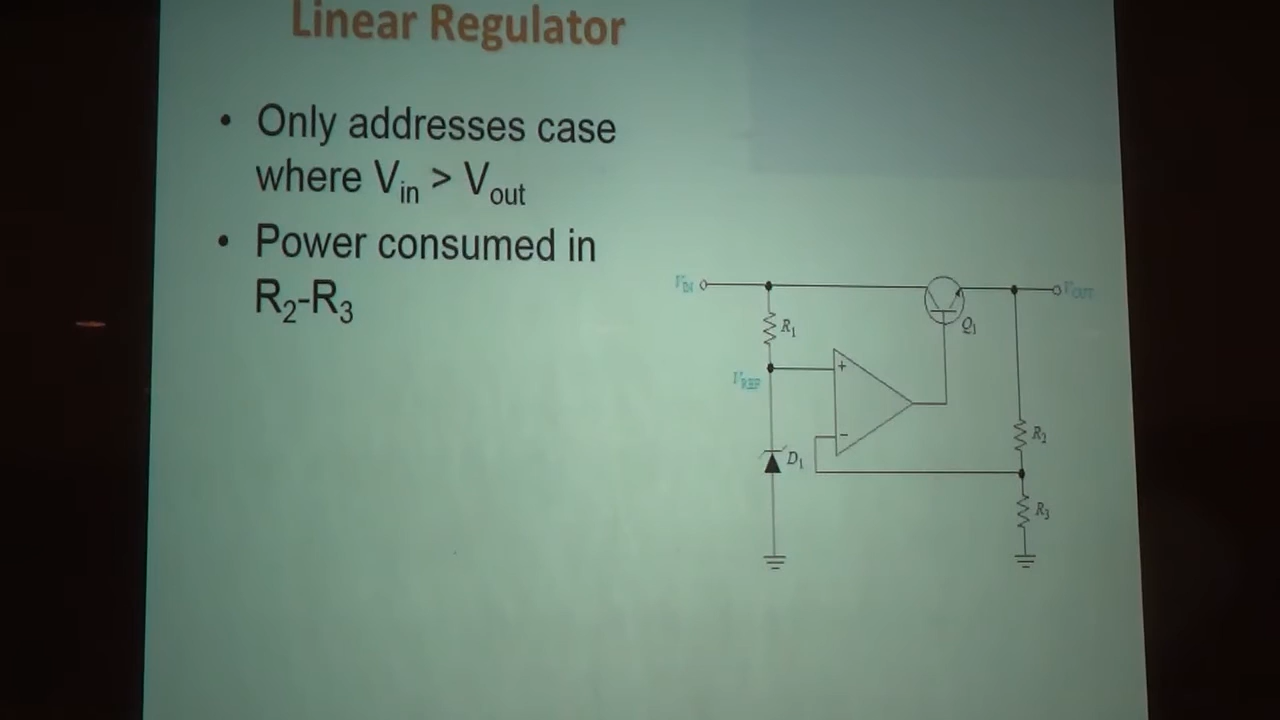 Linear Regulator
• Only addresses case
where Vin > Vout
• Power consumed in
R2-R3
VIN
VOUT
Q1
R1
VREF
+
-
D1
R2
R3